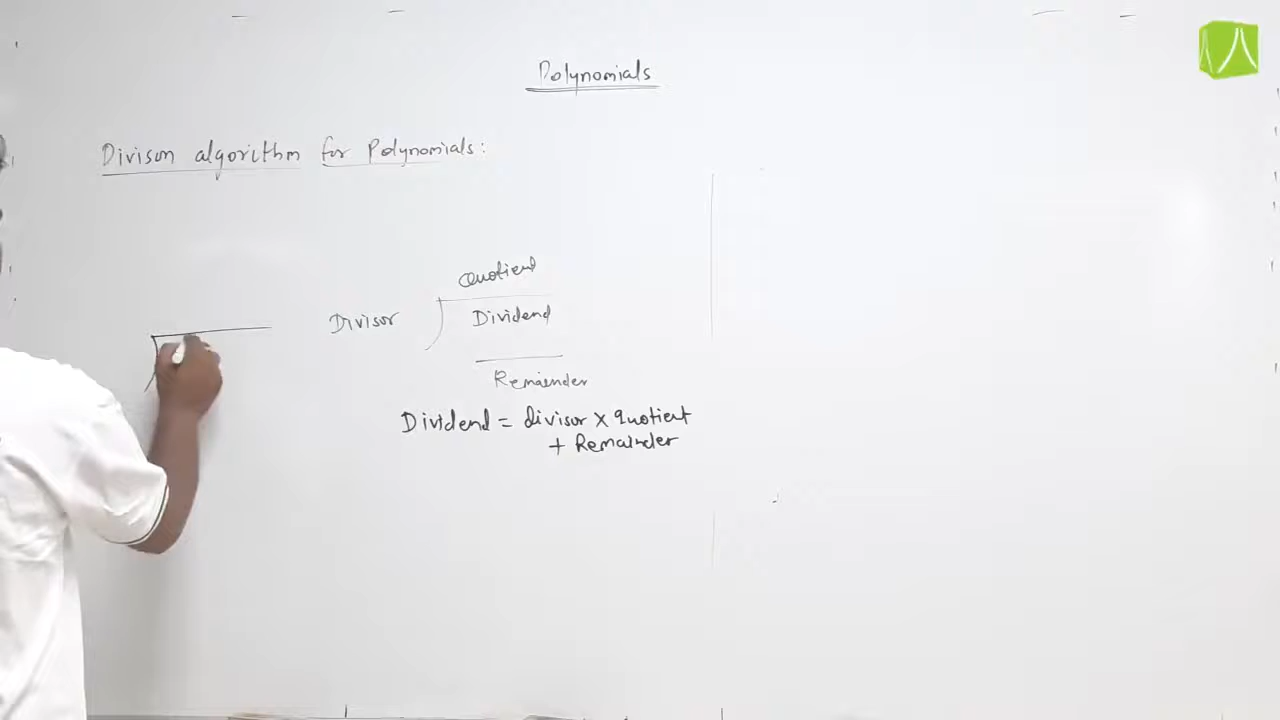 Polynomials
Divison algorithm for Polynomials:
Quotient
Divisor
Dividend
Remainder
Dividend = divisor × quotient
+ Remainder